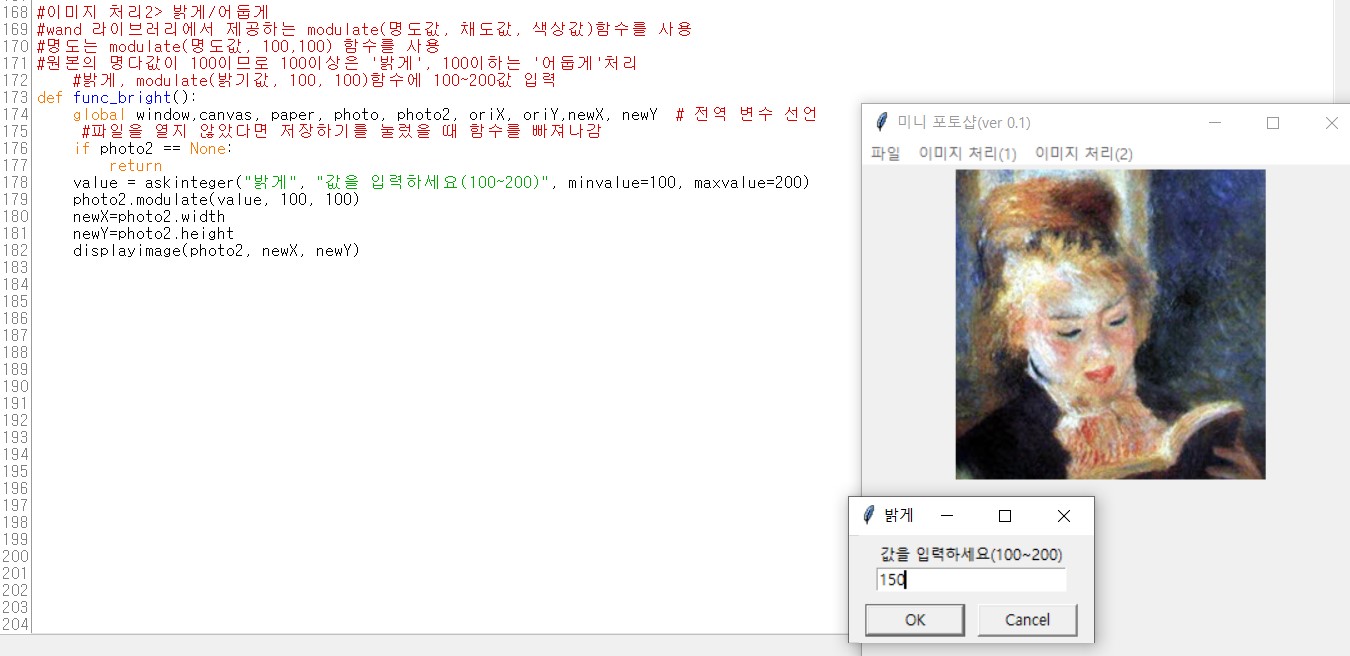 168 #이미지 처리2> 밝게/어둡게
169 #wand 라이브러리에서 제공하는 modulate(명도값, 채도값, 색상값)함수를 사용
170 #명도는 modulate(명도값, 100,100) 함수를 사용
171 #원본의 명다값이 100이므로 100이상은 '밝게', 100이하는 '어둡게'처리
172 #밝게, modulate(밝기값, 100, 100)함수에 100~200값 입력
173 def func_bright():
174 global window,canvas, paper, photo, photo2, oriX, oriY,newX, newY # 전역 변수 선언
175 #파일을 열지 않았다면 저장하기를 눌렀을 때 함수를 빠져나감
176 if photo2 == None:
177 return
178 value = askinteger("밝게", "값을 입력하세요(100~200)", minvalue=100, maxvalue=200)
179 photo2.modulate(value, 100, 100)
180 newX=photo2.width
181 newY=photo2.height
182 displayimage(photo2, newX, newY)
183
184
185
186
187
188
189
190
191
192
193
194
195
196
197
198
199
200
201
202
203
204
미니 포토샵(ver 0.1)
파일 이미지 처리(1) 이미지 처리(2)
밝게
값을 입력하세요(100~200)
150
OK Cancel